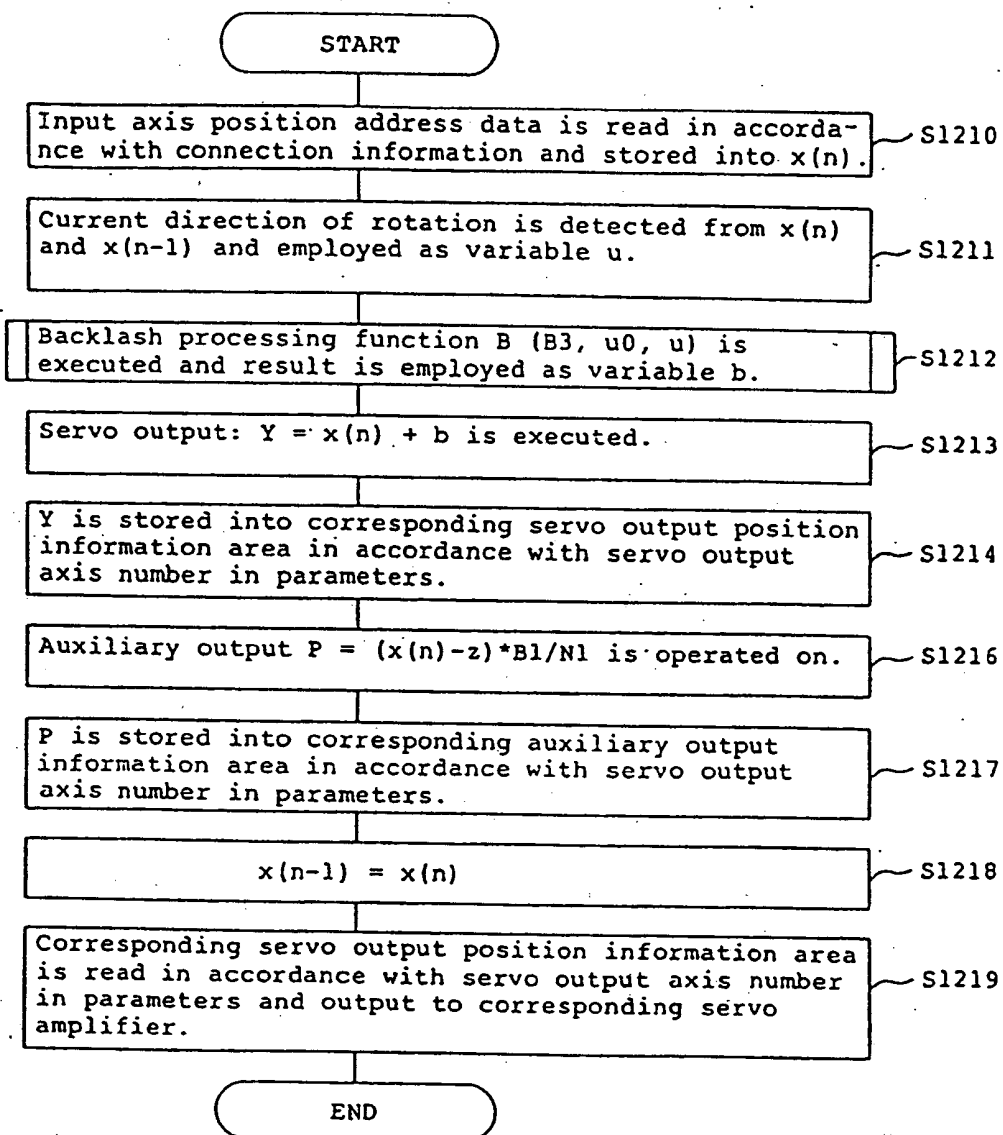 START
Input axis position address data is read in accorda-
nce with connection information and stored into x(n).
S1210
Current direction of rotation is detected from x(n)
and x(n-1) and employed as variable u.
S1211
Backlash processing function B (B3, u0, u) is
executed and result is employed as variable b.
S1212
Servo output: Y = x(n) + b is executed.
S1213
Y is stored into corresponding servo output position
information area in accordance with servo output
axis number in parameters.
S1214
Auxiliary output P = (x(n)-z)*B1/N1 is operated on.
S1216
P is stored into corresponding auxiliary output
information area in accordance with servo output
axis number in parameters.
S1217
x(n-1) = x(n)
S1218
Corresponding servo output position information area
is read in accordance with servo output axis number
in parameters and output to corresponding servo
amplifier.
S1219
END